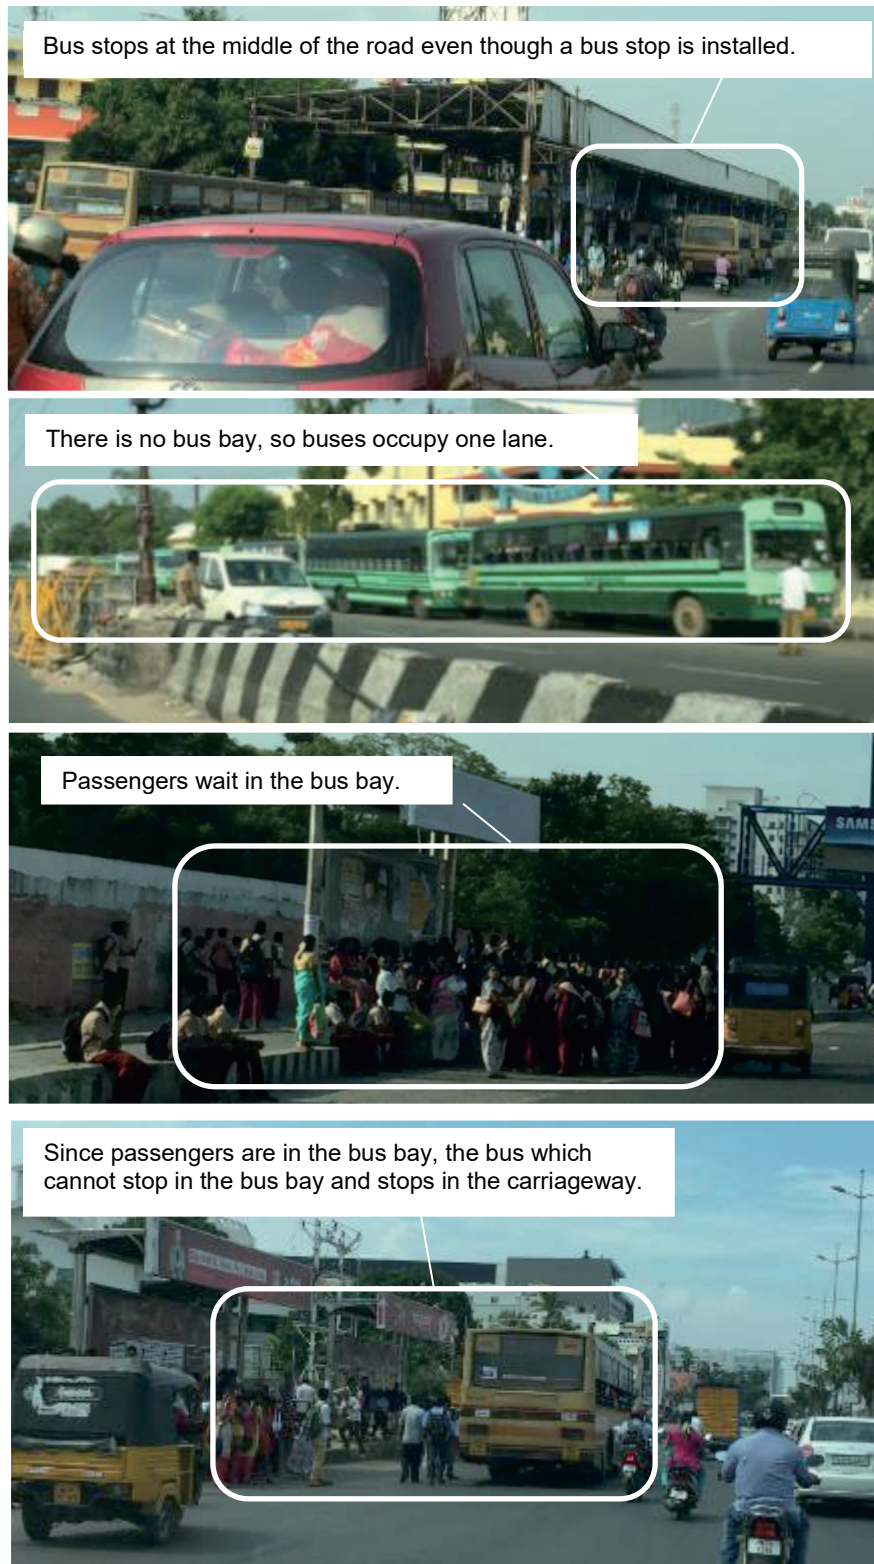 Bus stops at the middle of the road even though a bus stop is installed.
There is no bus bay, so buses occupy one lane.
Passengers wait in the bus bay.
SAMS
Since passengers are in the bus bay, the bus which
cannot stop in the bus bay and stops in the carriageway.